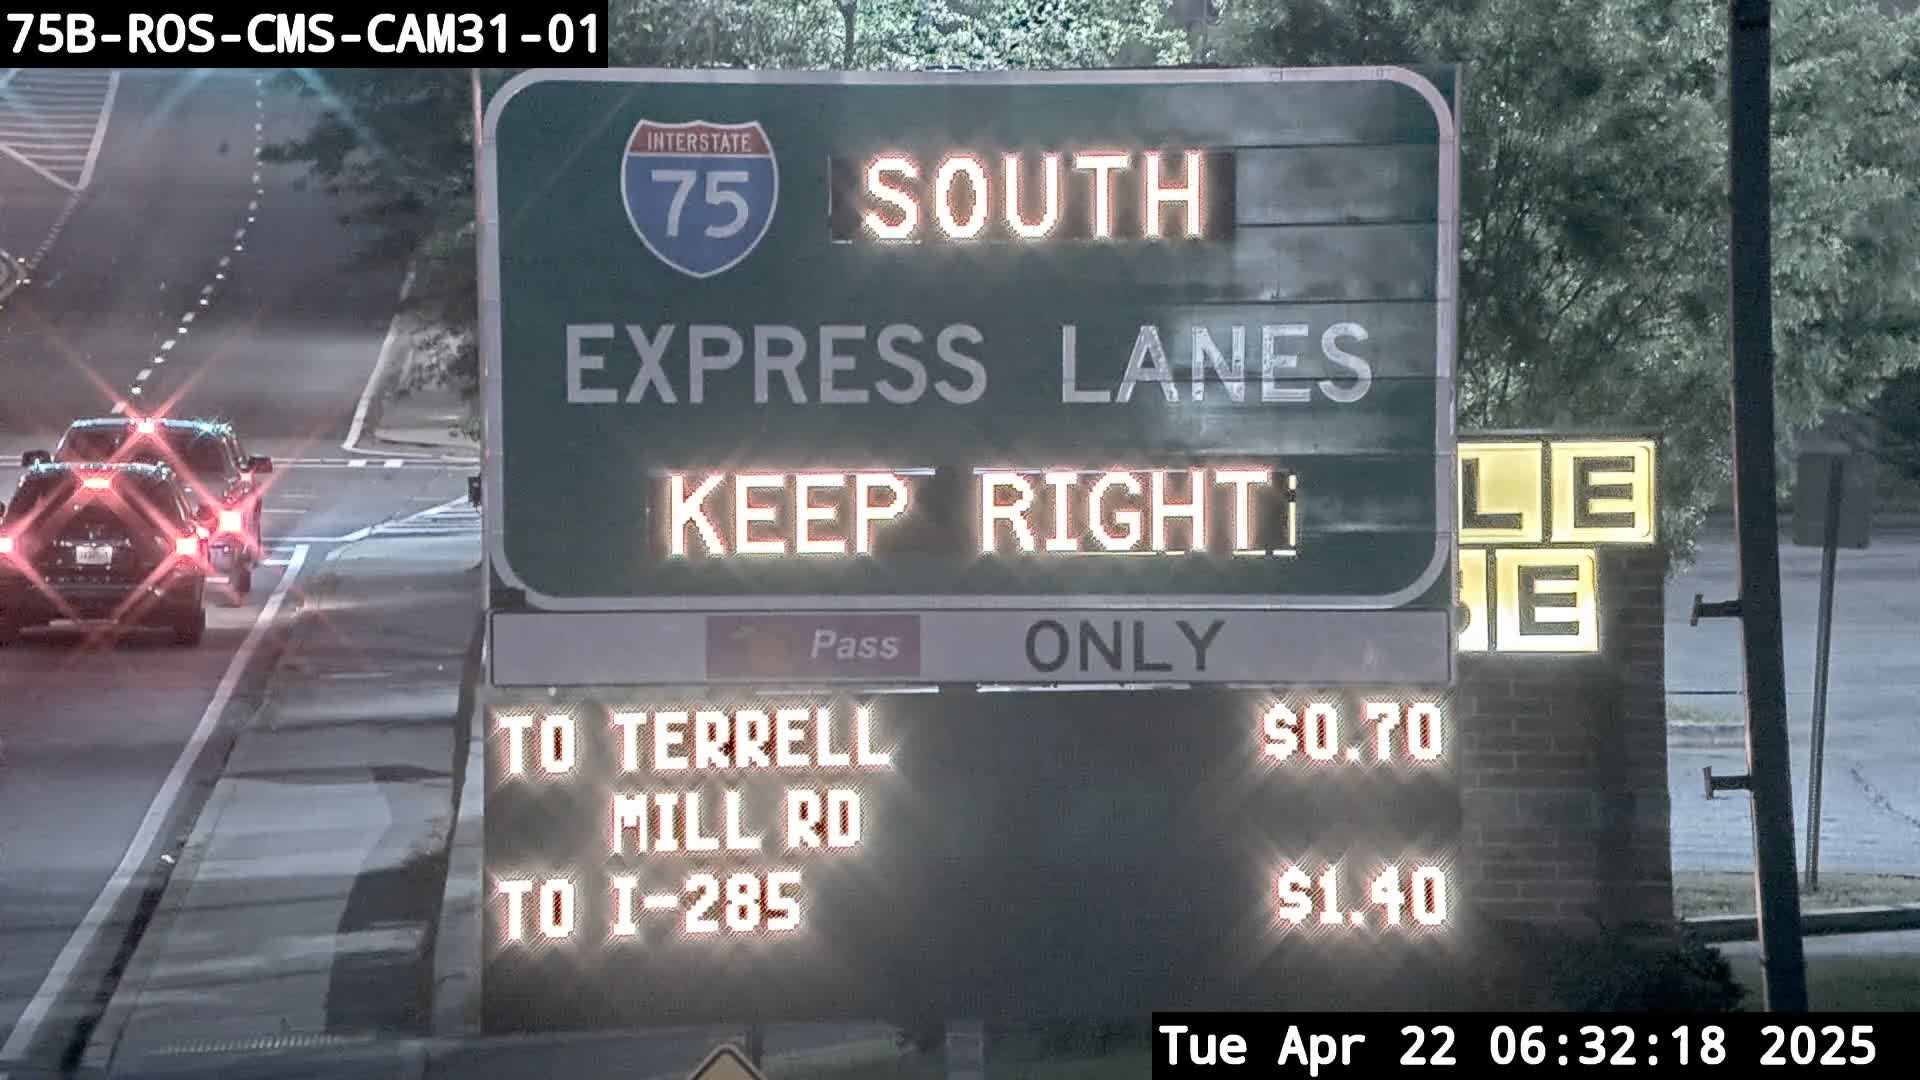 75B-ROS-CMS-CAM31-01
INTERSTATE
75
SOUTH
EXPRESS LANES
KEEP RIGHT
Pass ONLY
TO TERRELL $0.70
MILL RD
TO I-285 $1.40
LE
E
Tue Apr 22 06:32:18 2025